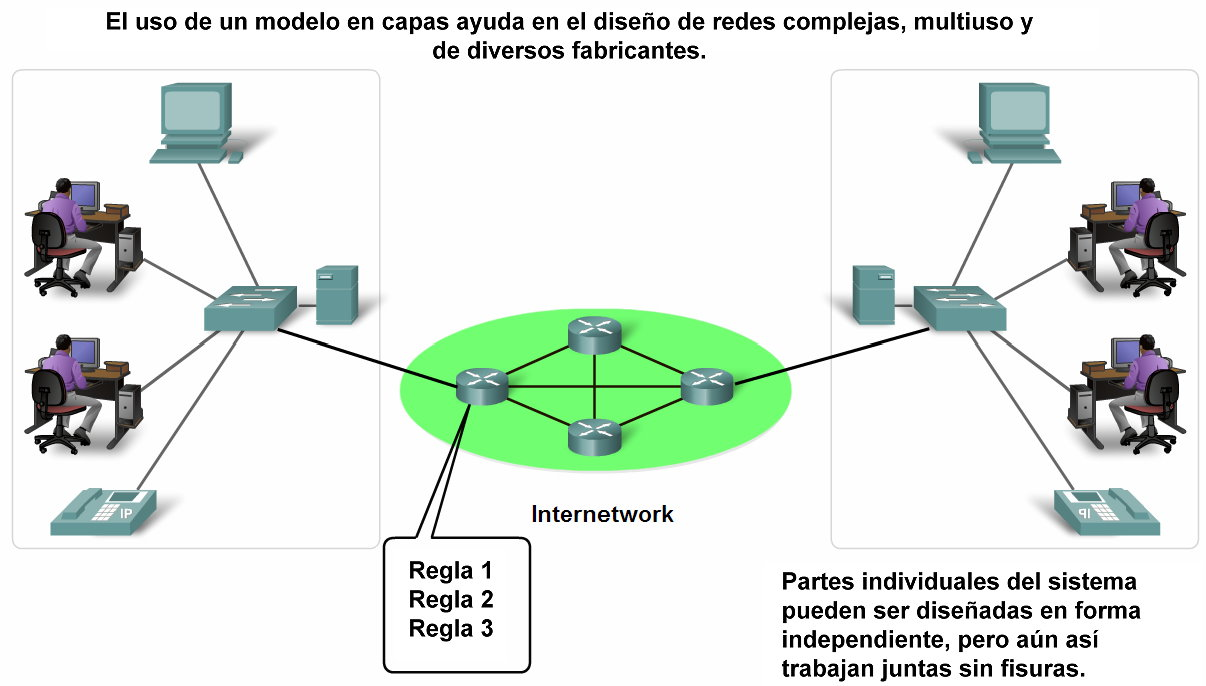 El uso de un modelo en capas ayuda en el diseño de redes complejas, multiuso y
de diversos fabricantes.
IP
IP
Internetwork
Regla 1
Regla 2
Regla 3
Partes individuales del sistema
pueden ser diseñadas en forma
independiente, pero aún así
trabajan juntas sin fisuras.